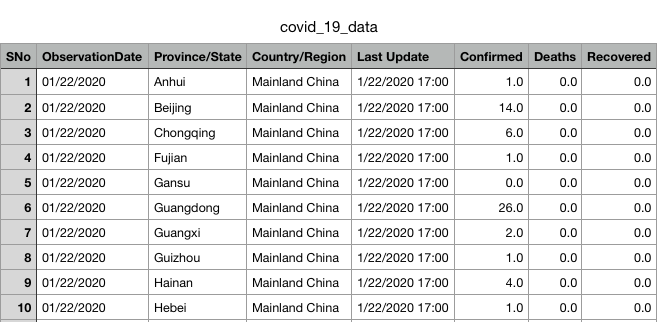 covid_19_data
SNo ObservationDate Province/State Country/Region Last Update Confirmed Deaths Recovered
1 01/22/2020 Anhui Mainland China 1/22/2020 17:00 1.0 0.0 0.0
2 01/22/2020 Beijing Mainland China 1/22/2020 17:00 14.0 0.0 0.0
3 01/22/2020 Chongqing Mainland China 1/22/2020 17:00 6.0 0.0 0.0
4 01/22/2020 Fujian Mainland China 1/22/2020 17:00 1.0 0.0 0.0
5 01/22/2020 Gansu Mainland China 1/22/2020 17:00 0.0 0.0 0.0
6 01/22/2020 Guangdong Mainland China 1/22/2020 17:00 26.0 0.0 0.0
7 01/22/2020 Guangxi Mainland China 1/22/2020 17:00 2.0 0.0 0.0
8 01/22/2020 Guizhou Mainland China 1/22/2020 17:00 1.0 0.0 0.0
9 01/22/2020 Hainan Mainland China 1/22/2020 17:00 4.0 0.0 0.0
10 01/22/2020 Hebei Mainland China 1/22/2020 17:00 1.0 0.0 0.0